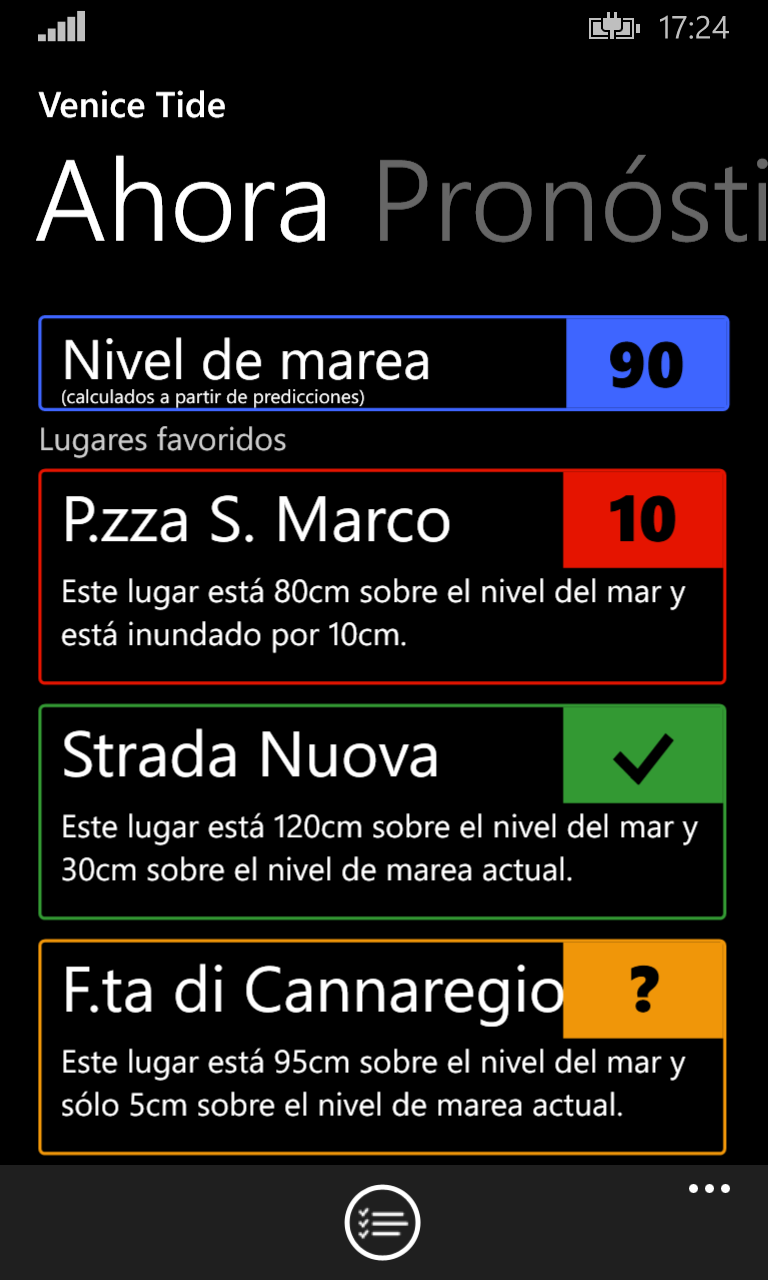 17:24
Venice Tide
Ahora Pronósti
Nivel de marea 90
(calculados a partir de predicciones)
Lugares favoridos
P.zza S. Marco 10
Este lugar está 80cm sobre el nivel del mar y
está inundado por 10cm.
Strada Nuova
Este lugar está 120cm sobre el nivel del mar y
30cm sobre el nivel de marea actual.
F.ta di Cannaregio ?
Este lugar está 95cm sobre el nivel del mar y
sólo 5cm sobre el nivel de marea actual.